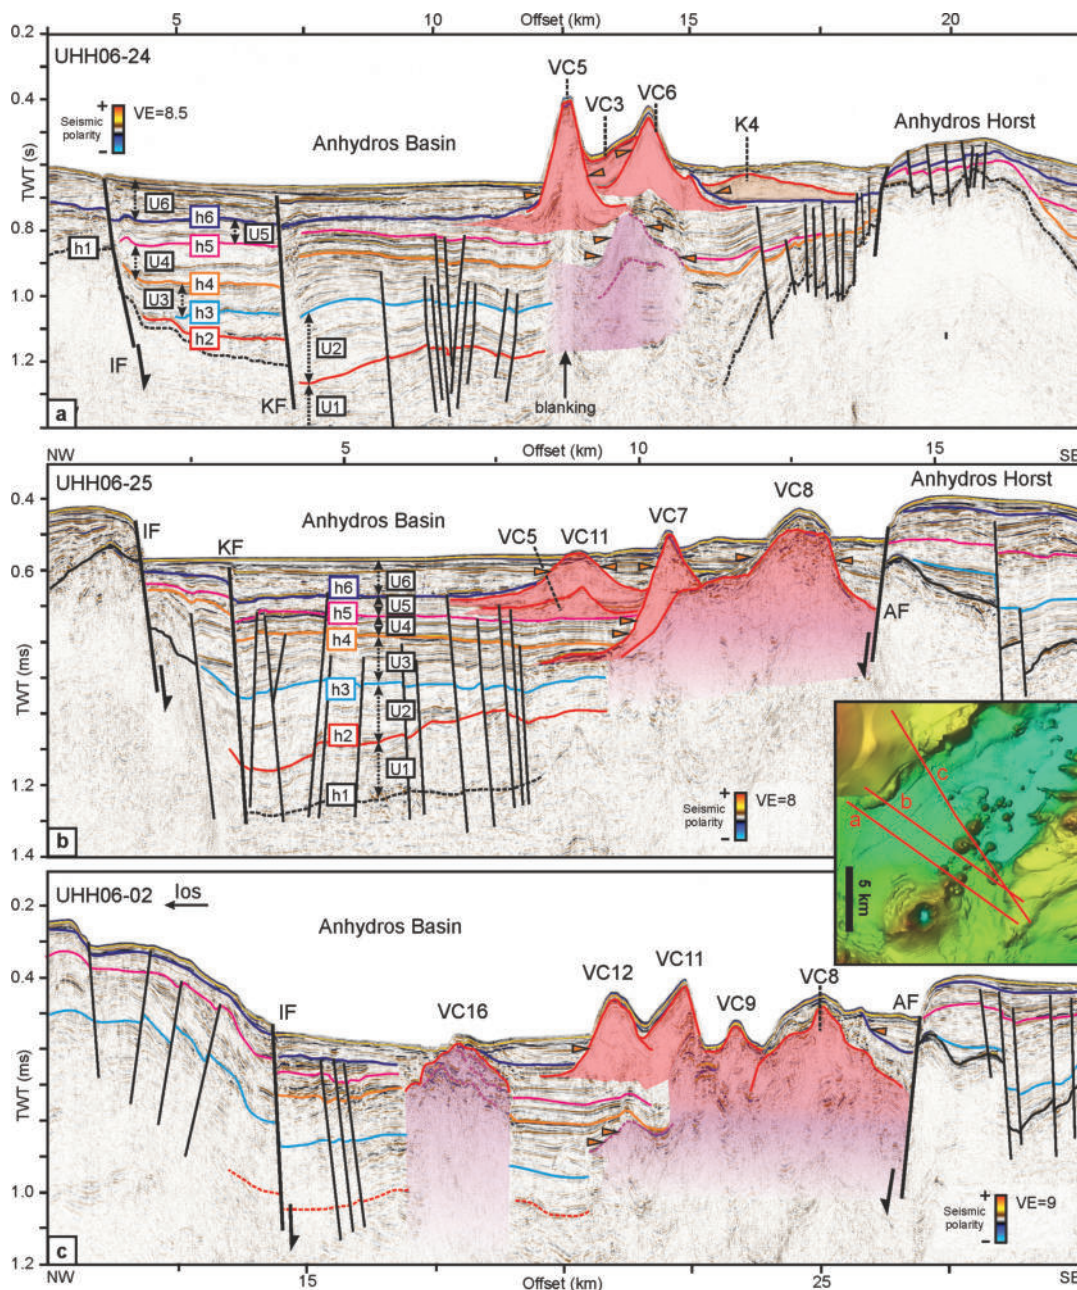 5 Offset (km) 10 15 20
0.2
UHH06-24
VC5
VC3 VC6
0.4
+ VE=8.5
Seismic
polarity
−
Anhydros Basin
K4
Anhydros Horst
TWT (s)
0.6
U6
h6
U5
0.8
h1
h5
U4
h4
U3
1.0
h3
h2
U2
1.2
IF
KF
U1
blanking
a
NW 5 Offset (km) 10 15 SE
UHH06-25
0.4
IF
KF
Anhydros Basin
VC5 VC11
VC7
VC8
Anhydros Horst
0.6
h6
U6
h5
U5
h4
U4
AF
TWT (ms)
U3
h3
U2
1.0
h2
U1
h1
1.2
1.4
+ VE=8
Seismic
polarity
−
b
a
b
c
5 km
UHH06-02
Ios
0.2
Anhydros Basin
0.4
IF
VC16
VC12
VC11
VC9
VC8
AF
TWT (ms)
1.0
+ VE=9
Seismic
polarity
−
c
1.2
NW 15 Offset (km) 25 SE